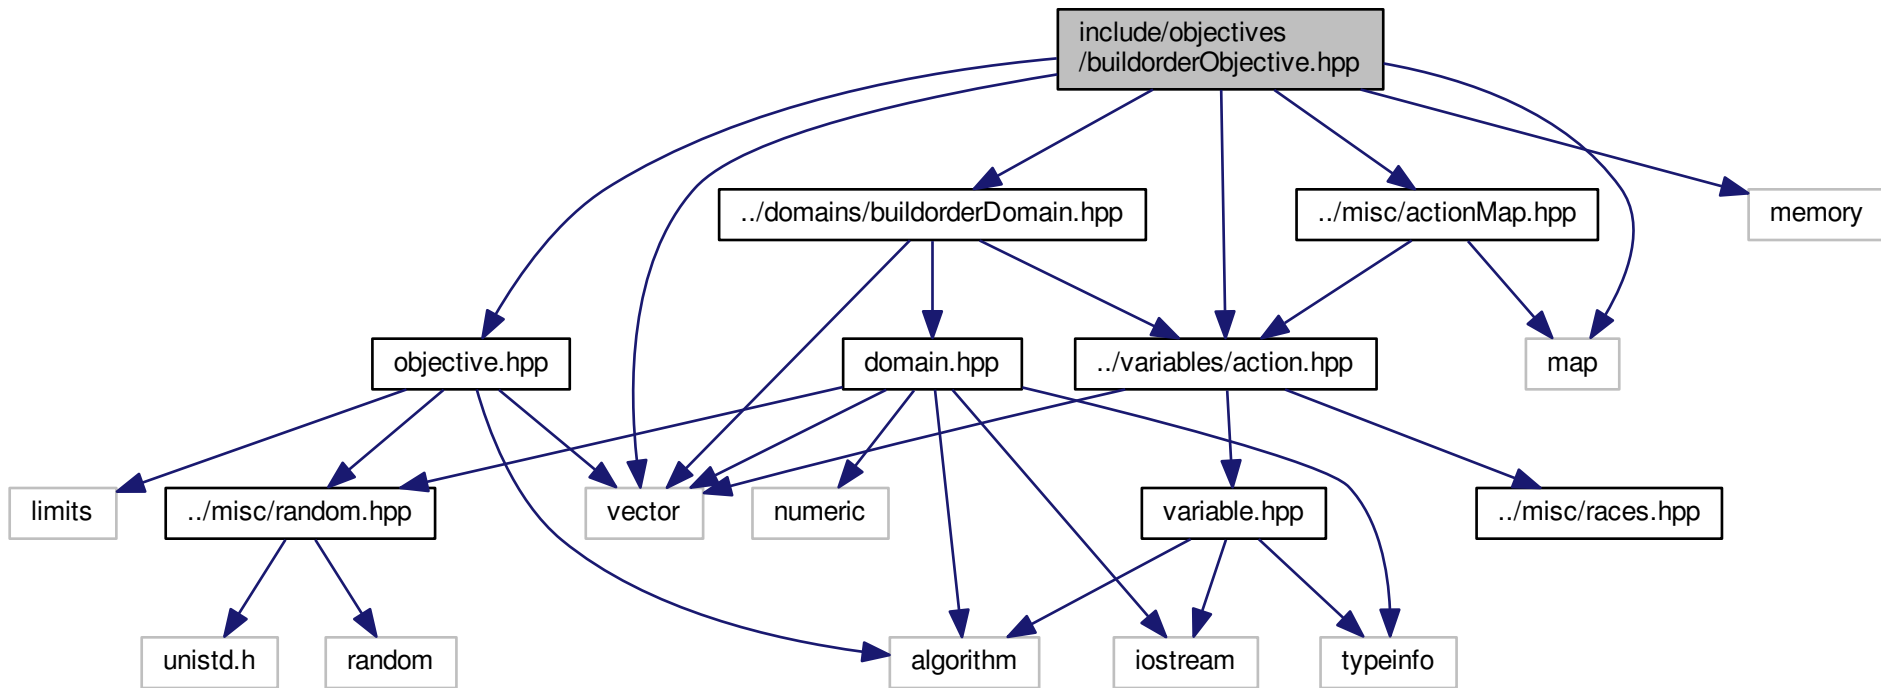 include/objectives
/buildorderObjective.hpp
../domains/buildorderDomain.hpp
../misc/actionMap.hpp
memory
objective.hpp
domain.hpp
../variables/action.hpp
map
limits
../misc/random.hpp
vector
numeric
variable.hpp
../misc/races.hpp
unistd.h
random
algorithm
iostream
typeinfo